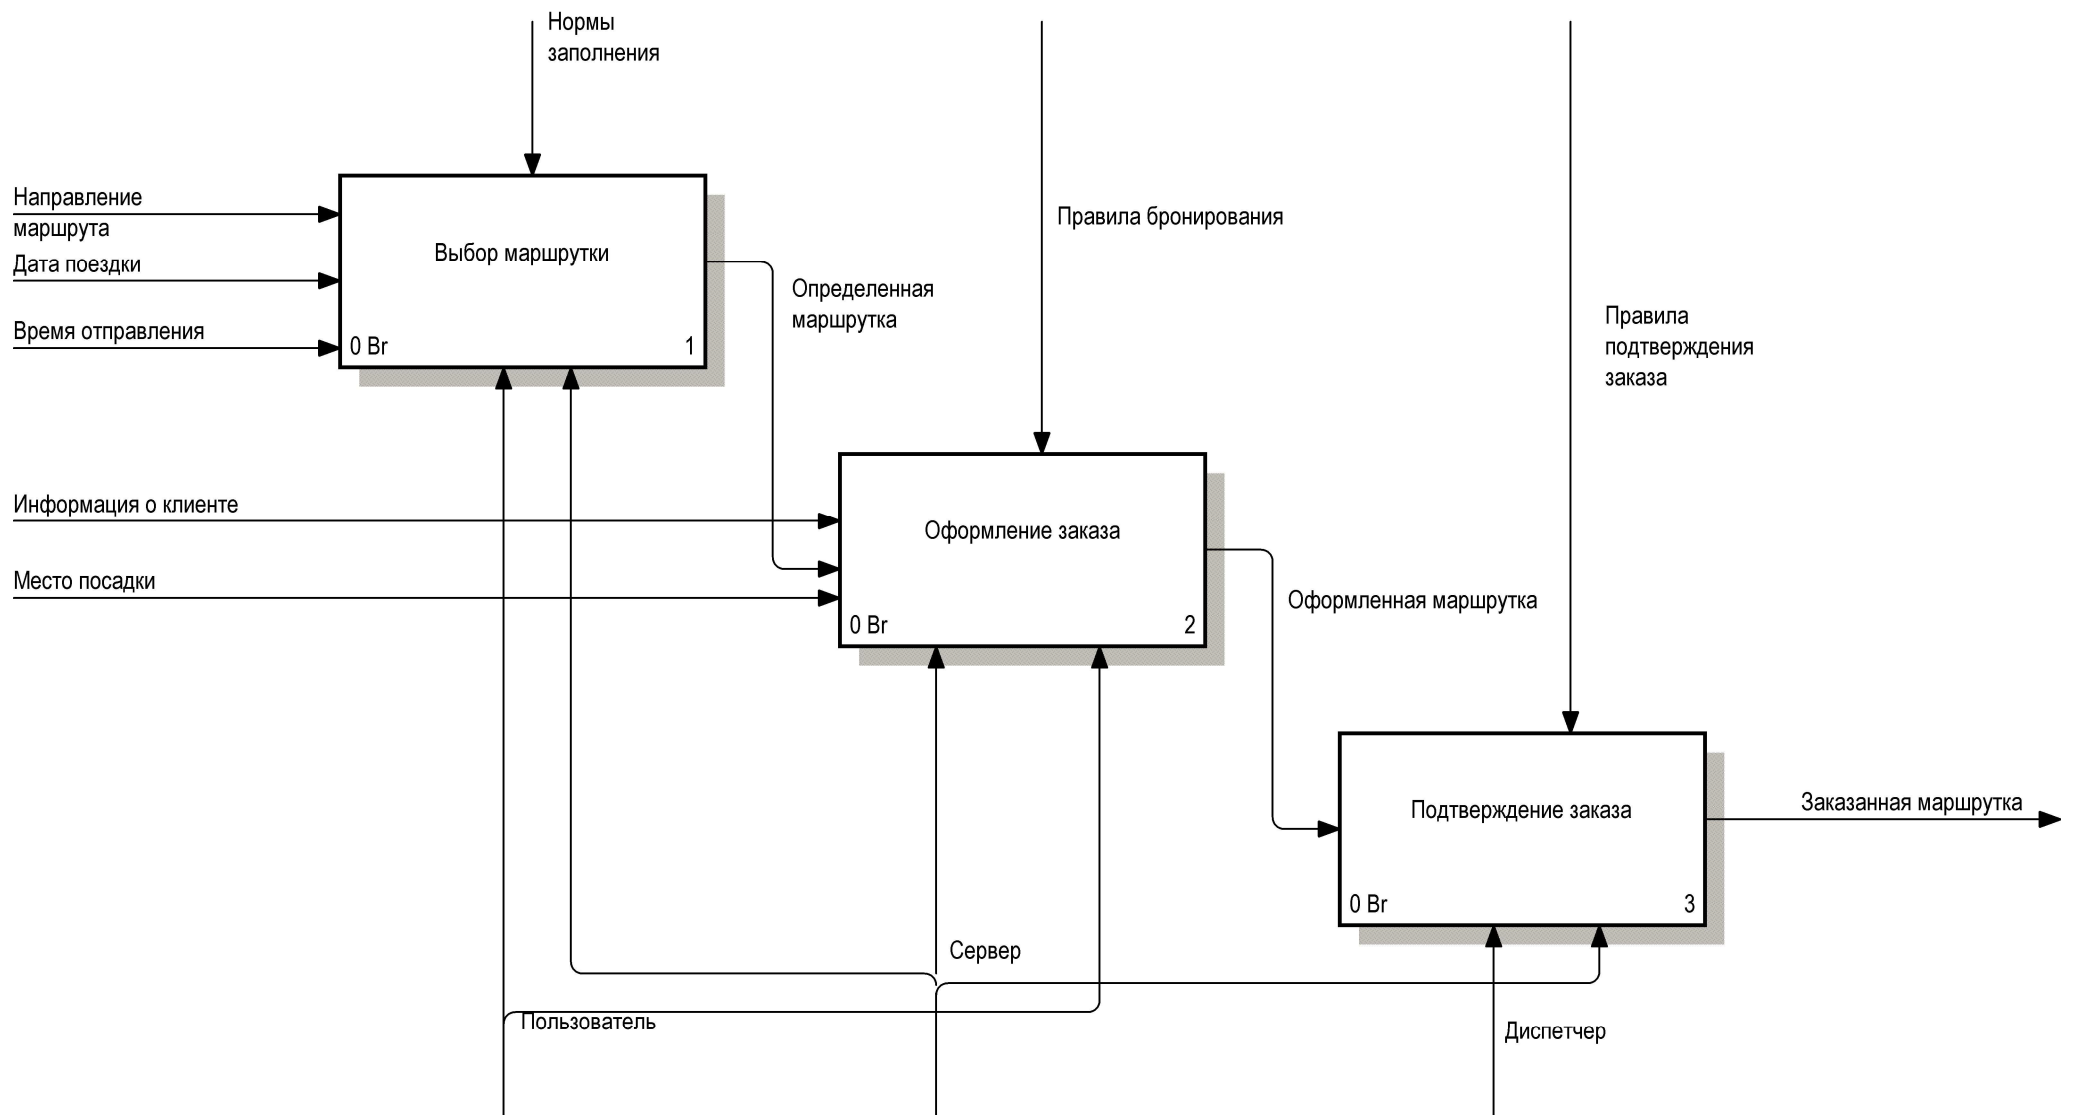 Нормы
заполнения
Направление
маршрута
Дата поездки
Время отправления
Выбор маршрутки
0 Br
1
Определенная
маршрутка
Правила бронирования
Правила
подтверждения
заказа
Информация о клиенте
Место посадки
Оформление заказа
0 Br
2
Оформленная маршрутка
Подтверждение заказа
0 Br
3
Заказанная маршрутка
Сервер
Пользователь
Диспетчер